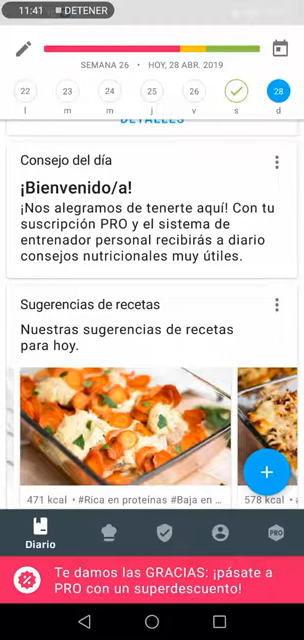 11:41 DETENER
SEMANA 26 • HOY, 28 ABR. 2019
22 23 24 25 26 28
l m m j v s d
DETALLES
Consejo del día
¡Bienvenido/a!
¡Nos alegramos de tenerte aquí! Con tu
suscripción PRO y el sistema de
entrenador personal recibirás a diario
consejos nutricionales muy útiles.
Sugerencias de recetas
Nuestras sugerencias de recetas
para hoy.
471 kcal • #Rica en proteínas #Baja en ...
578 kcal •
Diario
PRO
Te damos las GRACIAS: ¡pásate a
PRO con un superdescuento!